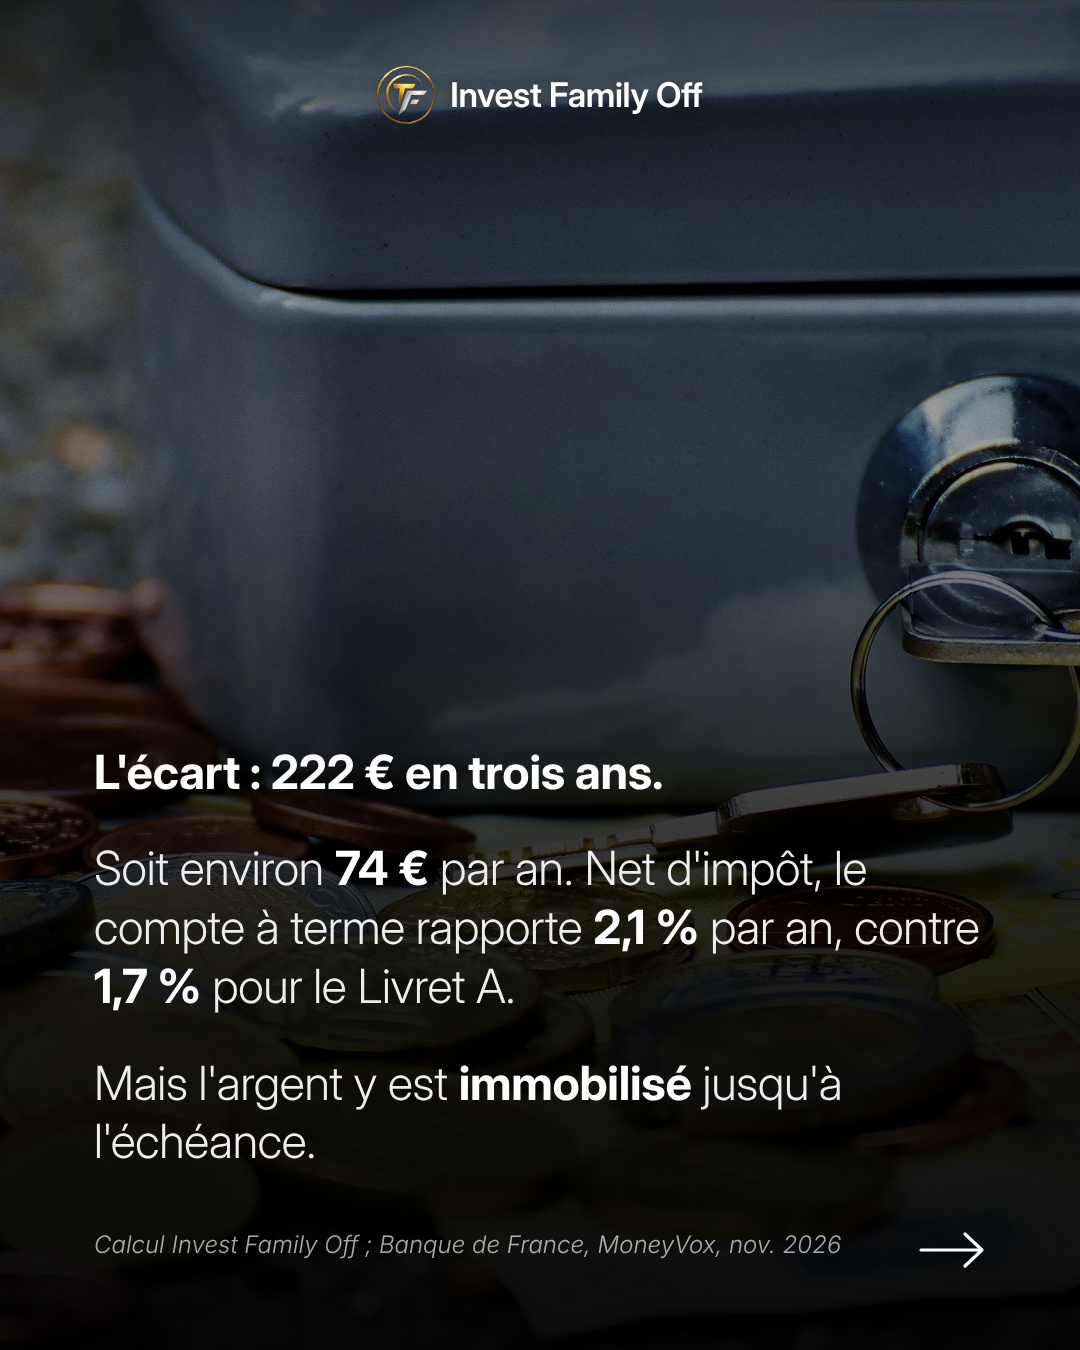 Invest Family Off
L'écart : 222 € en trois ans.
Soit environ 74 € par an. Net d'impôt, le
compte à terme rapporte 2,1 % par an, contre
1,7 % pour le Livret A.
Mais l'argent y est immobilisé jusqu'à
l'échéance.
Calcul Invest Family Off ; Banque de France, MoneyVox, nov. 2026